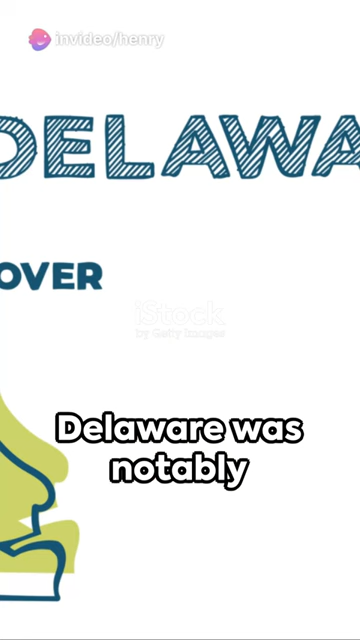 invideo/henry
DELAWA
OVER
iStock
by Getty Images
Delaware was
notably